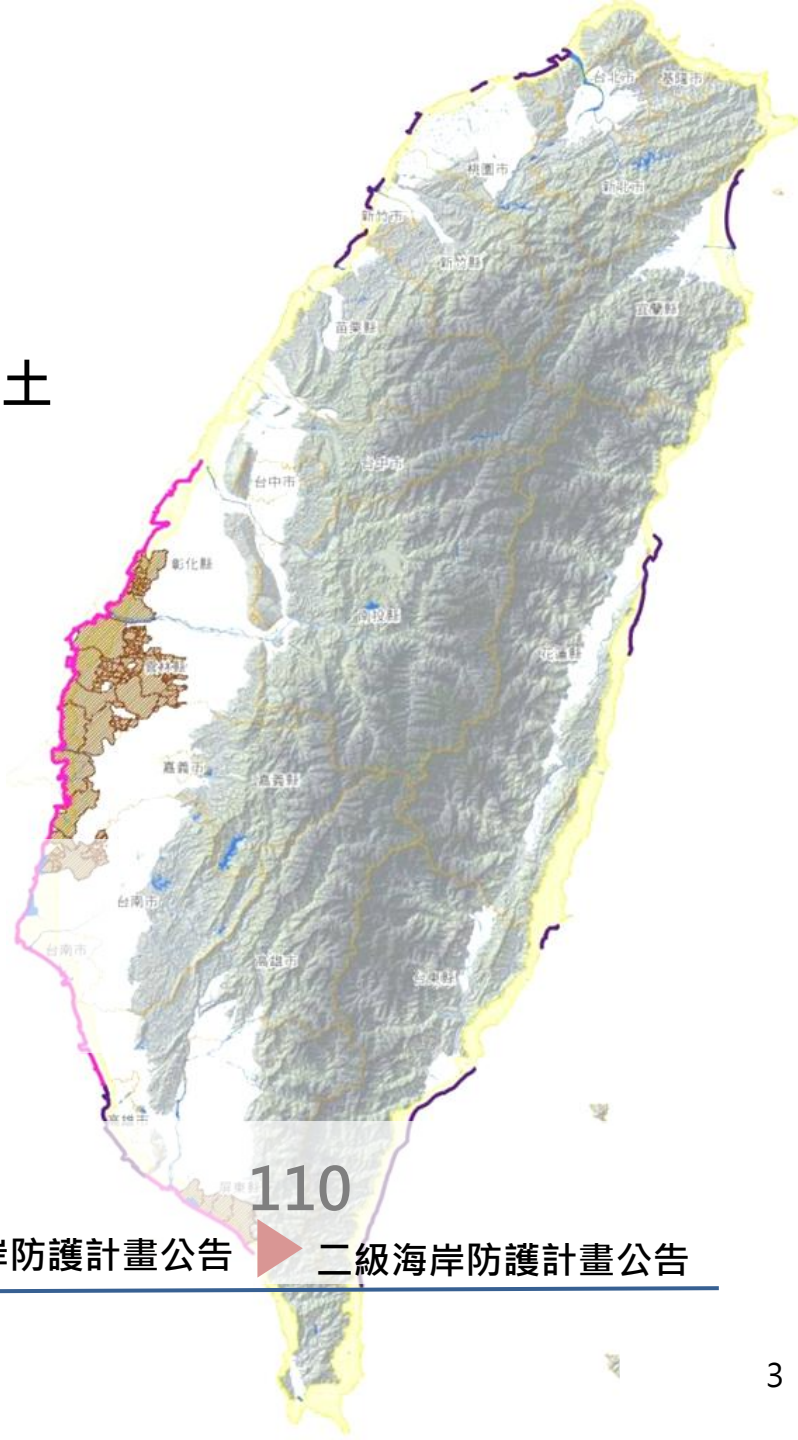 台北市
基隆市
桃園市
新北市
新竹市
新竹縣
宜蘭縣
苗栗縣
土
台中市
台中市
彰化縣
南投縣
花蓮縣
雲林縣
嘉義市
嘉義縣
台南市
台南市
高雄市
台東縣
高雄市
屏東縣
110
岸防護計畫公告
二級海岸防護計畫公告
3